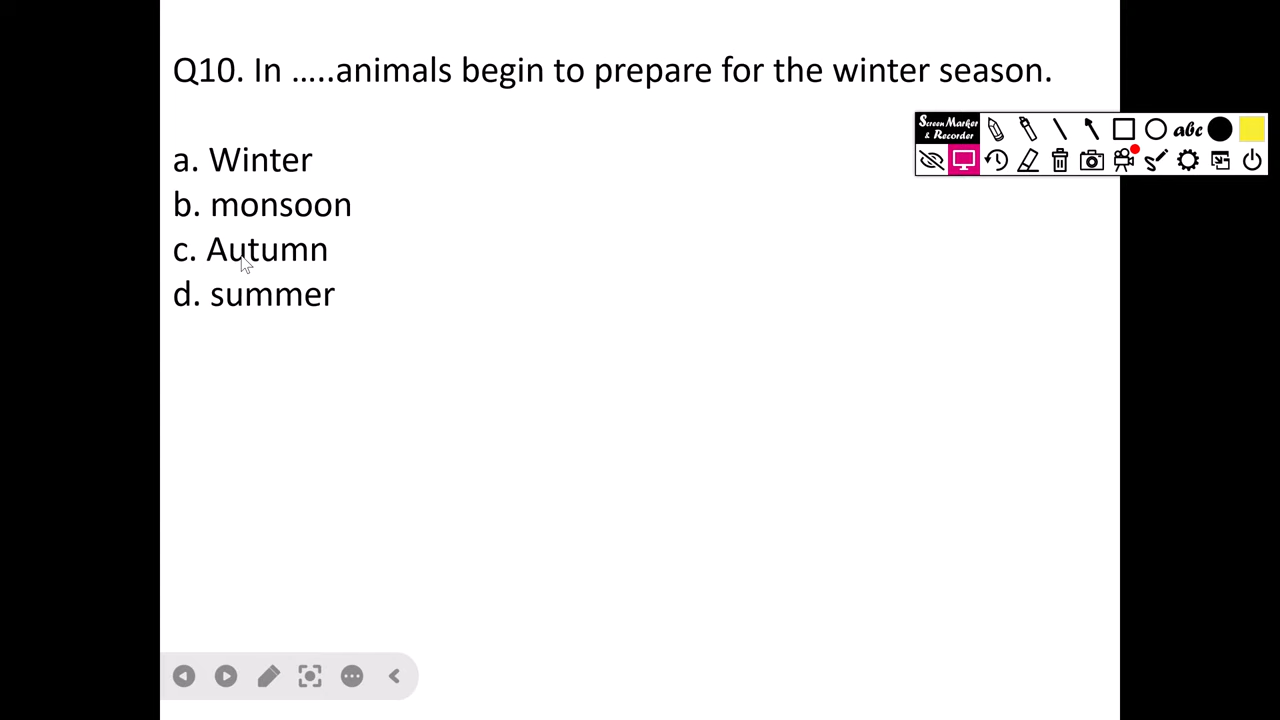 Q10. In …..animals begin to prepare for the winter season.
Screen Marker
& Recorder
abc
a. Winter
b. monsoon
c. Autumn
d. summer